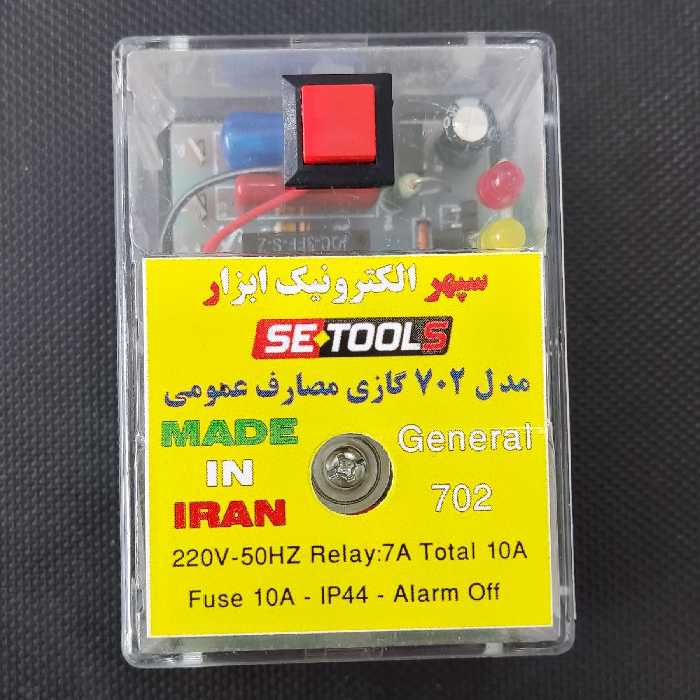 سپهر الکترونیک ابزار
SE TOOLS
مدل ۷۰۲ گازی مصارف عمومی
MADE
IN
IRAN
General
702
220V-50HZ Relay:7A Total 10A
Fuse 10A - IP44 - Alarm Off